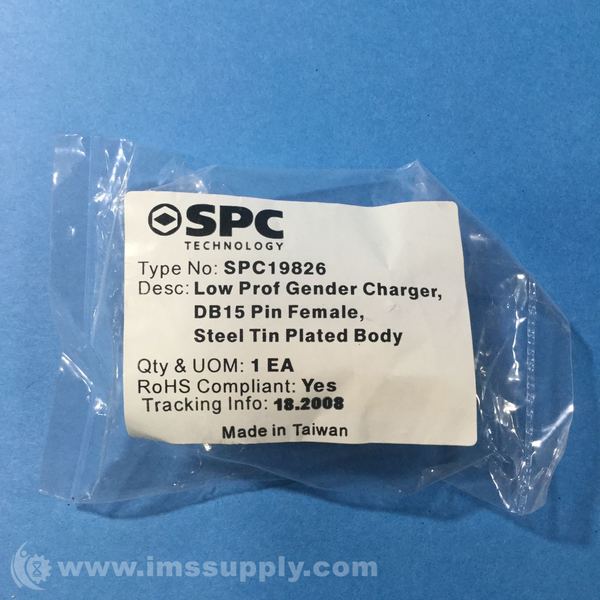 SPC
TECHNOLOGY
Type No: SPC19826
Desc: Low Prof Gender Charger,
DB15 Pin Female,
Steel Tin Plated Body
Qty & UOM: 1 EA
RoHS Compliant: Yes
Tracking Info: 18.2008
Made in Taiwan
www.imssupply.com